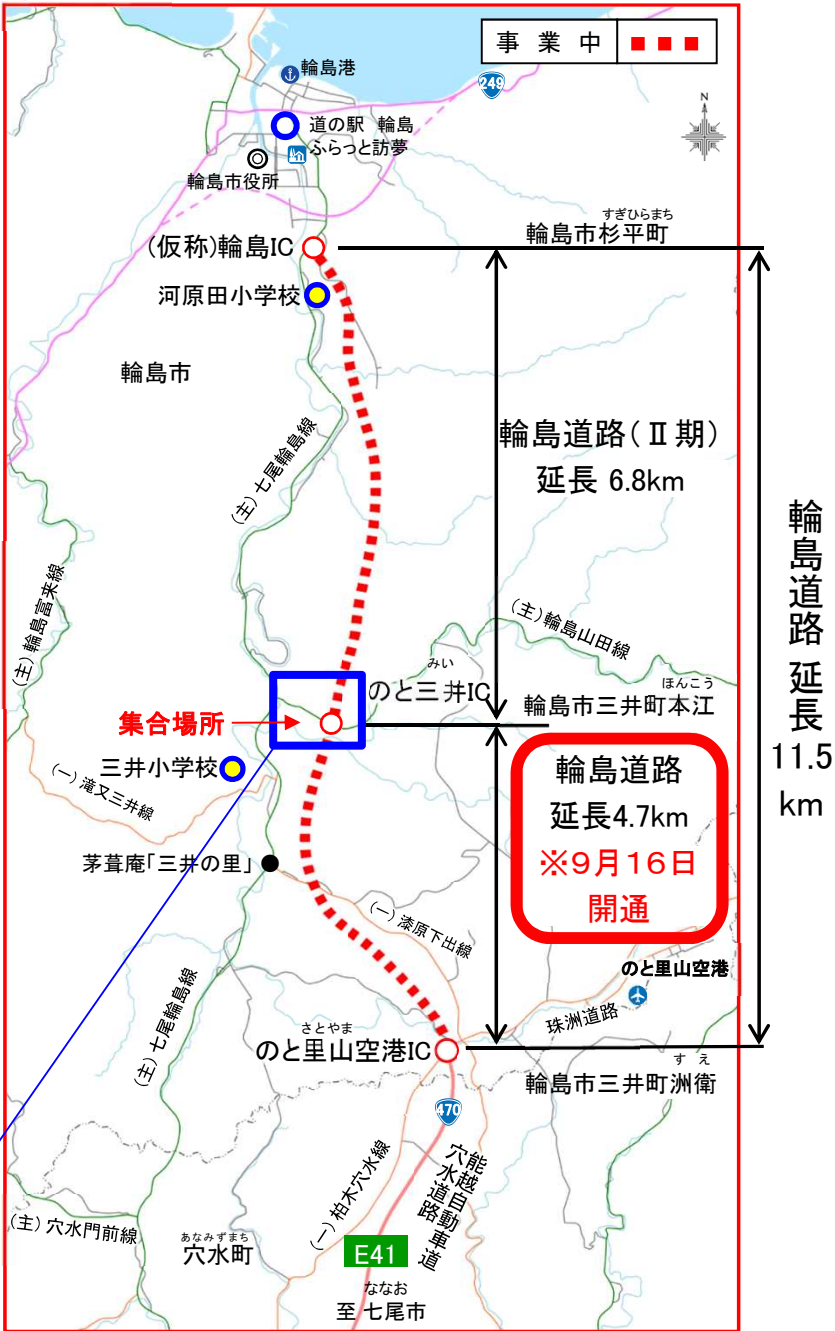 事業中
249
N
輪島港
道の駅 輪島
ふらっと訪夢
輪島市役所
すぎひらまち
輪島市杉平町
(仮称)輪島IC
河原田小学校
輪島市
(主)七尾輪島線
輪島道路(Ⅱ期)
延長 6.8km
輪島道路 延長
11.5
km
(主)輪島富来線
(主)輪島山田線
みい
のと三井IC
ほんこう
輪島市三井町本江
集合場所
三井小学校
(一)滝又三井線
輪島道路
延長4.7km
※9月16日
開通
茅葺庵「三井の里」
(一)漆原下出線
のと里山空港
珠洲道路
(主)七尾輪島線
さとやま
のと里山空港IC
すえ
輪島市三井町洲衛
470
能越自動車道
穴水道路
(一)柏木穴水線
(主)穴水門前線
あなみずまち
穴水町
E41
ななお
至 七尾市